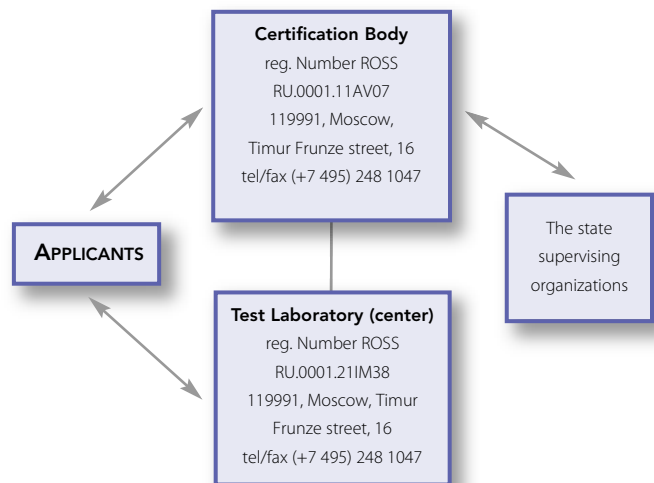 Certification Body
reg. Number ROSS
RU.0001.11AV07
119991, Moscow,
Timur Frunze street, 16
tel/fax (+7 495) 248 1047
APPLICANTS
The state
supervising
organizations
Test Laboratory (center)
reg. Number ROSS
RU.0001.21IM38
119991, Moscow, Timur
Frunze street, 16
tel/fax (+7 495) 248 1047